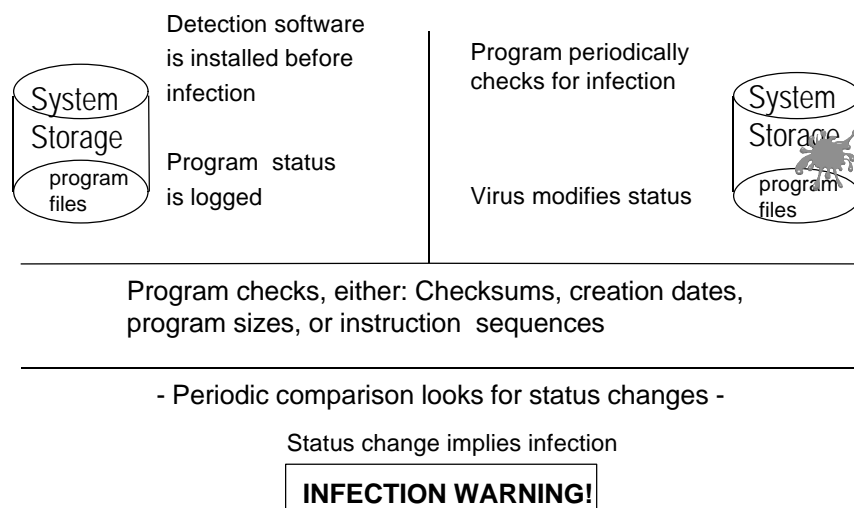 Detection software
is installed before
infection
System
Storage
program
files
Program status
is logged
Program periodically
checks for infection
Virus modifies status
System
Storage
program
files
Program checks, either: Checksums, creation dates,
program sizes, or instruction sequences
- Periodic comparison looks for status changes -
Status change implies infection
INFECTION WARNING!